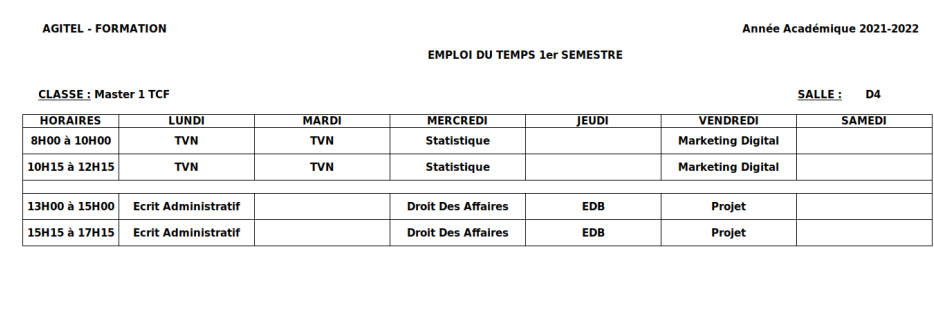 AGITEL - FORMATION Année Académique 2021-2022
EMPLOI DU TEMPS 1er SEMESTRE
CLASSE : Master 1 TCF SALLE : D4
HORAIRES LUNDI MARDI MERCREDI JEUDI VENDREDI SAMEDI
8H00 à 10H00 TVN TVN Statistique Marketing Digital
10H15 à 12H15 TVN TVN Statistique Marketing Digital
13H00 à 15H00 Ecrit Administratif Droit Des Affaires EDB Projet
15H15 à 17H15 Ecrit Administratif Droit Des Affaires EDB Projet